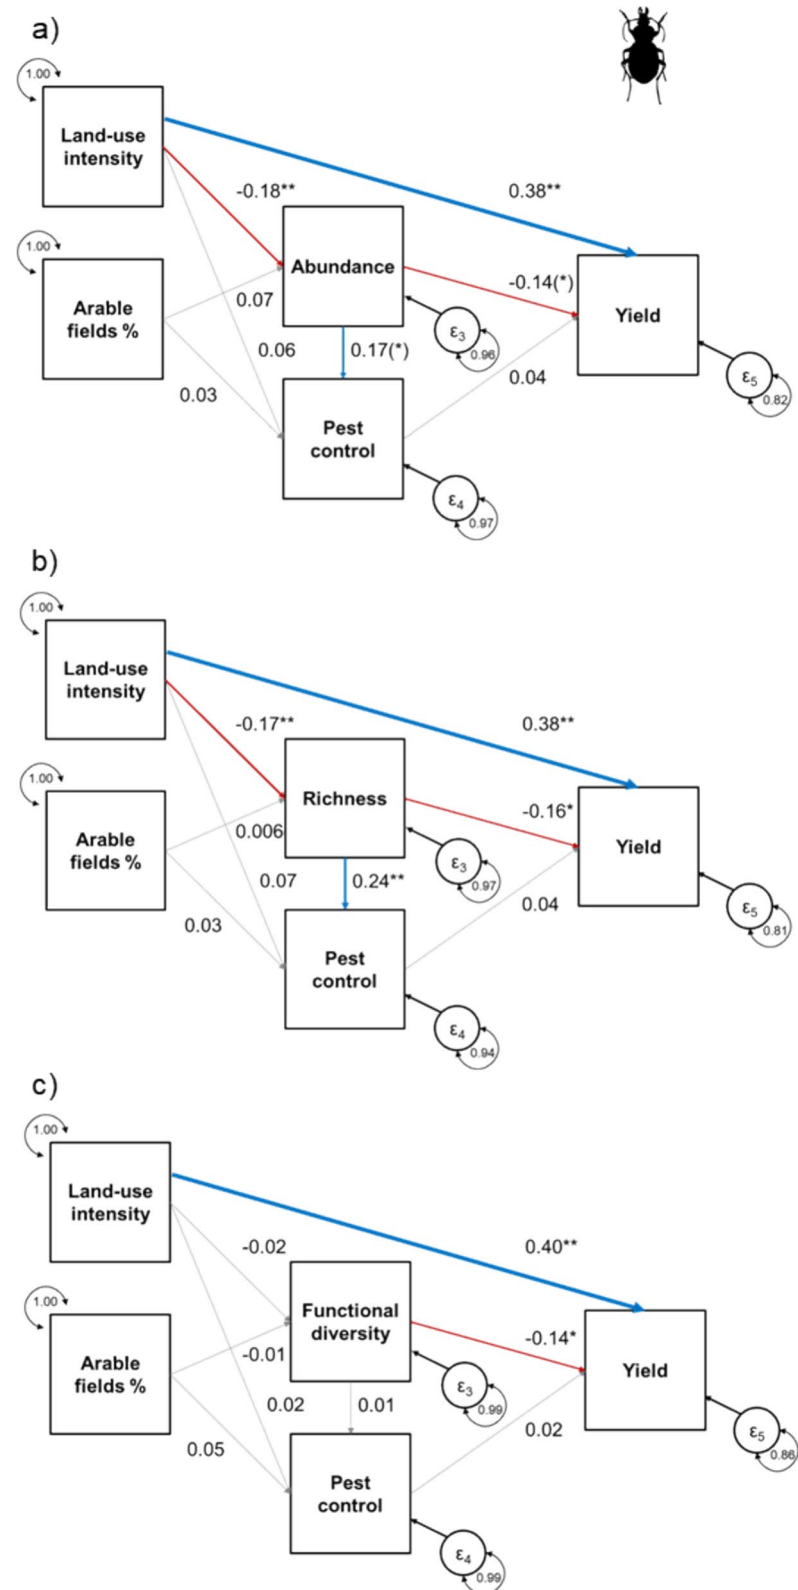 a)
1.00
Land-use
intensity
-0.18**
0.38**
1.00
Abundance
Arable
fields %
0.07
-0.14(*)
Yield
ε3
0.96
0.06
0.17(*)
0.03
0.04
ε5
0.82
Pest
control
ε4
0.97
b)
1.00
Land-use
intensity
-0.17**
0.38**
1.00
Richness
Arable
fields %
0.006
-0.16*
Yield
ε3
0.97
0.07
0.24**
0.03
0.04
ε5
0.81
Pest
control
ε4
0.94
c)
1.00
Land-use
intensity
-0.02
0.40**
1.00
Functional
diversity
Arable
fields %
-0.01
-0.14*
Yield
ε3
0.99
0.02
0.01
0.05
0.02
ε5
0.86
Pest
control
ε4
0.99